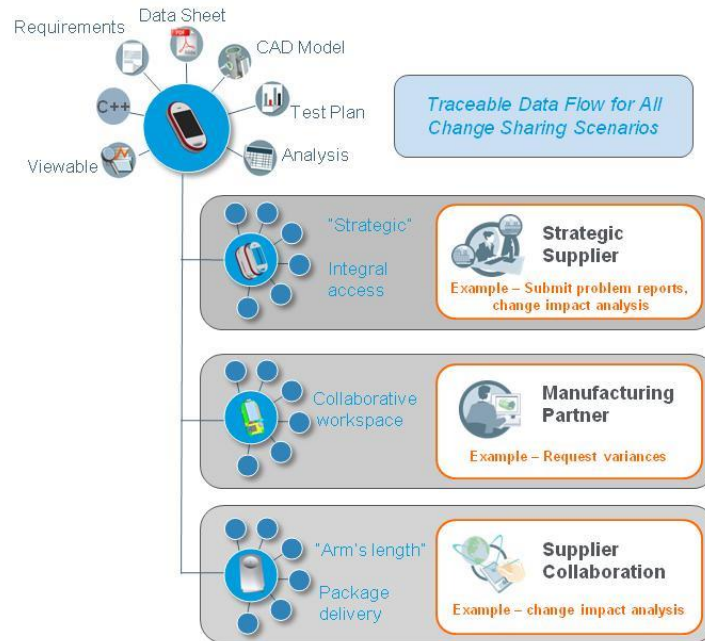 Data Sheet
Requirements
CAD Model
C++
Test Plan
Analysis
Viewable
Traceable Data Flow for All
Change Sharing Scenarios
"Strategic"
Integral
access
Strategic
Supplier
Example – Submit problem reports,
change impact analysis
Collaborative
workspace
Manufacturing
Partner
Example – Request variances
"Arm's length"
Package
delivery
Supplier
Collaboration
Example – change impact analysis